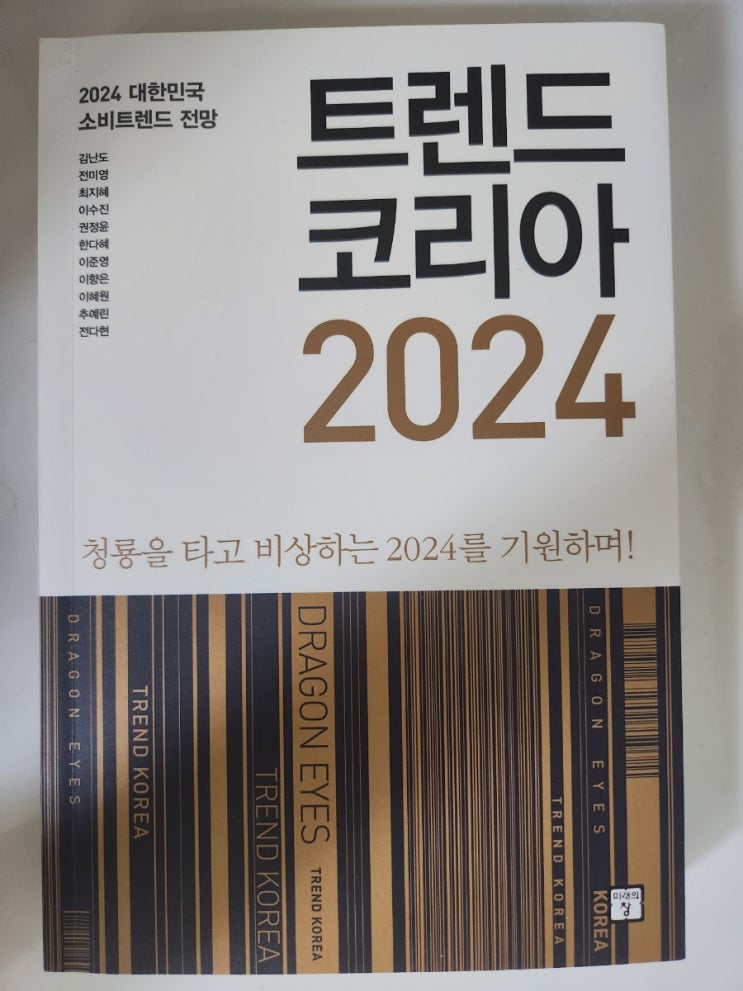 2024 대한민국
소비트렌드 전망
김난도
전미영
최지혜
이수진
권정윤
한다혜
이준영
이향은
이혜원
추예린
전다현
트렌드
코리아
2024
청룡을 타고 비상하는 2024를 기원하며!
DRAGON EYES
TREND KOREA
TREND KOREA
DRAGON EYES
TREND KOREA
TREND KOREA
DRAGON EYES
KOREA
미래의
창